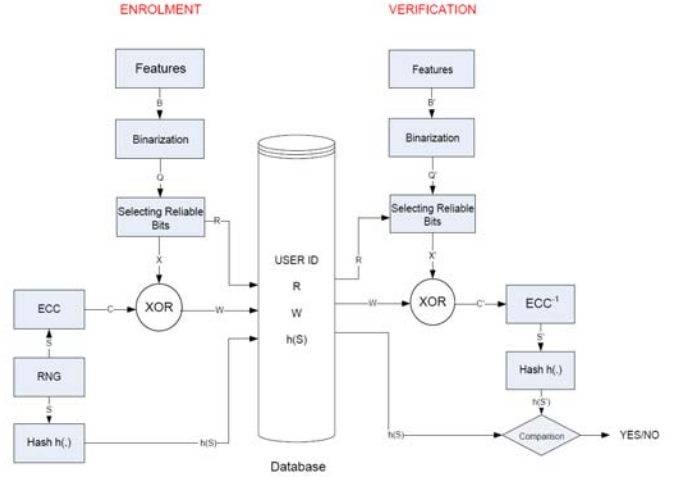 ENROLMENT
VERIFICATION
Features
B
Binarization
Q
Selecting Reliable
Bits
R
X
ECC
C
XOR
W
S
RNG
S
Hash h(.)
h(S)
USER ID
R
W
h(S)
Database
Features
B'
Binarization
Q'
Selecting Reliable
Bits
R
X'
W
XOR
C'
ECC⁻¹
S'
Hash h(.)
h(S')
h(S)
Comparison
YES/NO